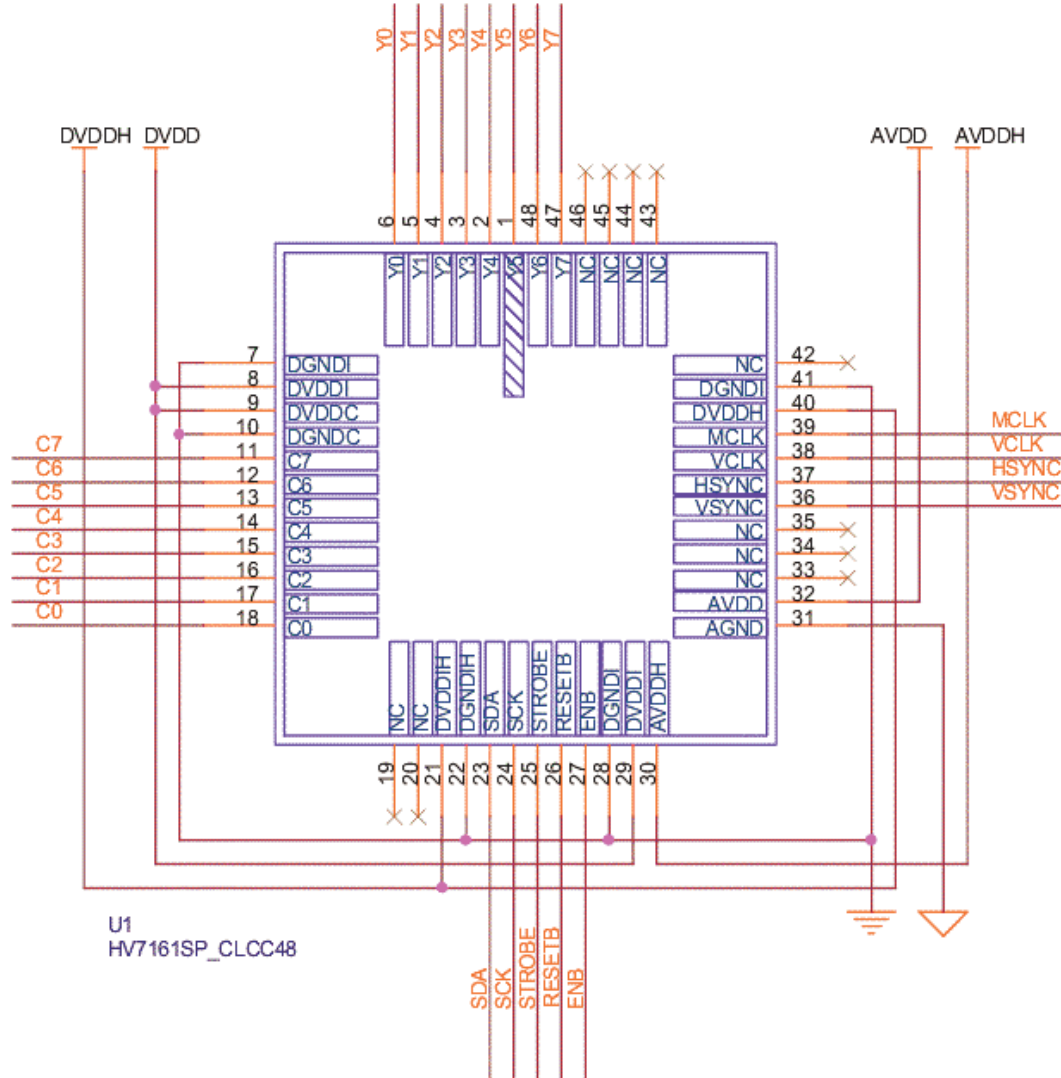 Y0 Y1 Y2 Y3 Y4 Y5 Y6 Y7
DVDDH DVDD AVDD AVDDH
6 5 4 3 2 1 48 47 46 45 44 43
Y0 Y1 Y2 Y3 Y4 Y5 Y6 Y7 NC NC NC NC
7 DGNDI NC 42
8 DVDDI DGNDI 41
9 DVDDC DVDDH 40
10 DGNDC MCLK 39 MCLK
C7 11 C7 VCLK 38 VCLK
C6 12 C6 HSYNC 37 HSYNC
C5 13 C5 VSYNC 36 VSYNC
C4 14 C4 NC 35
C3 15 C3 NC 34
C2 16 C2 NC 33
C1 17 C1 AVDD 32
C0 18 C0 AGND 31
NC NC DVDDIH DGNDIH SDA SCK STROBE RESETB ENB DGNDI DVDDI AVDDH
19 20 21 22 23 24 25 26 27 28 29 30
U1
HV7161SP_CLCC48
SDA SCK STROBE RESETB ENB